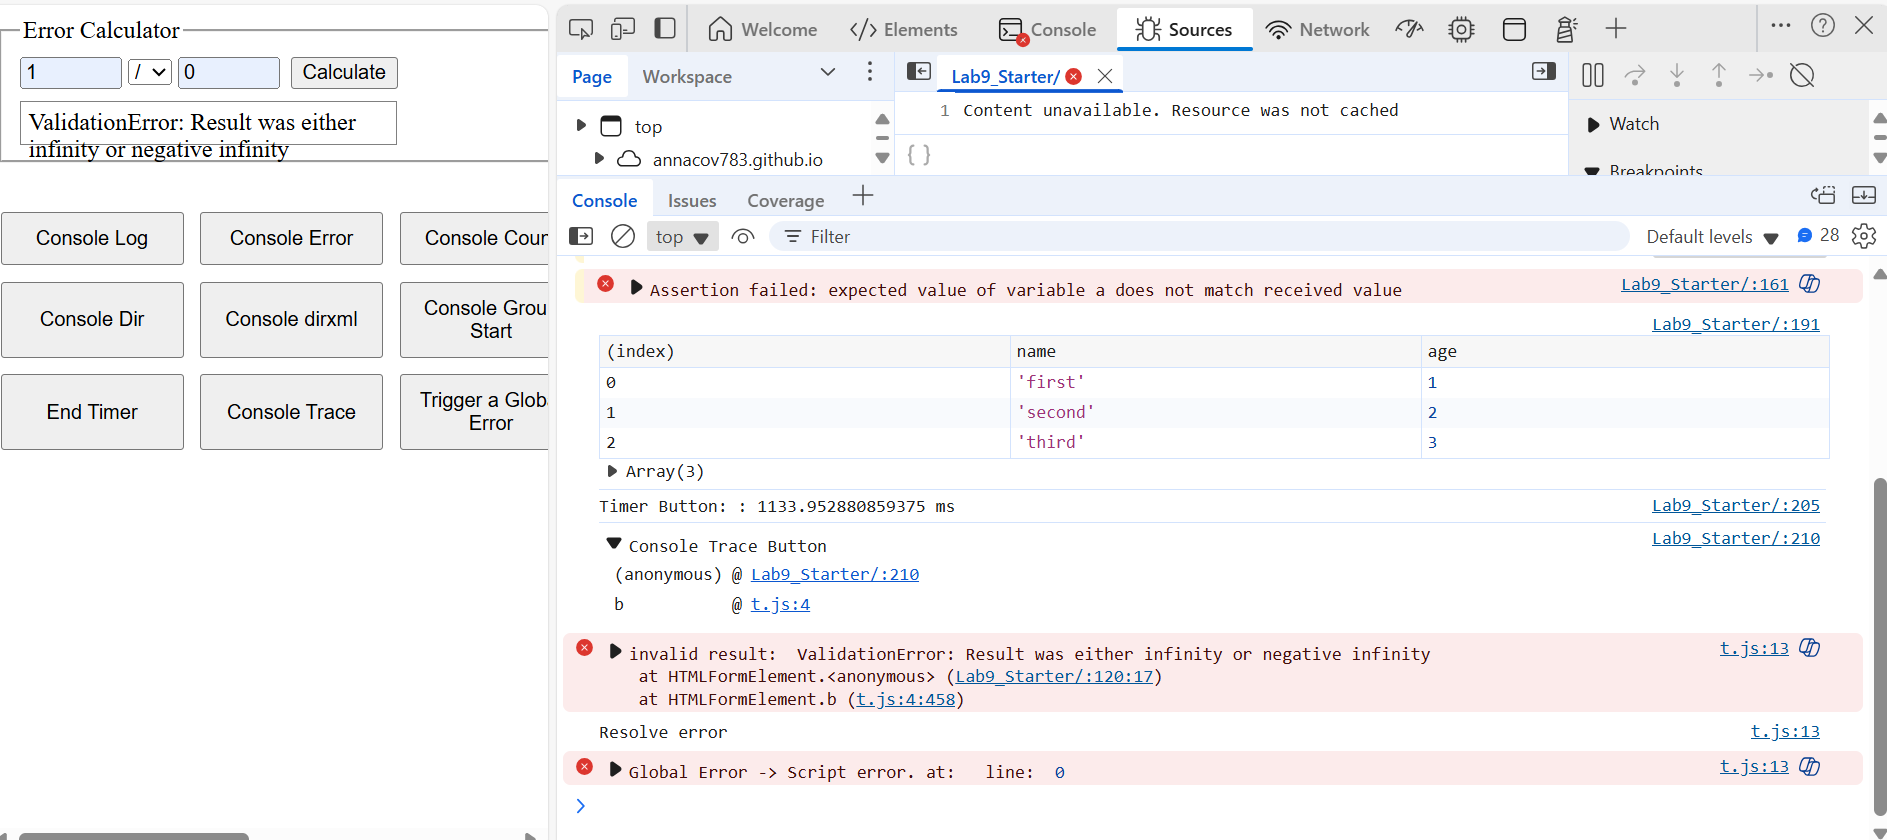 Error Calculator
1 / 0 Calculate
ValidationError: Result was either
infinity or negative infinity
Console Log Console Error Console Coun
Console Dir Console dirxml Console Grou
Start
End Timer Console Trace Trigger a Globa
Error
Welcome Elements Console Sources Network
Page Workspace
Lab9_Starter/
top
annacov783.github.io
1 Content unavailable. Resource was not cached
{ }
Watch
Breakpoints
Console Issues Coverage
top Filter Default levels 28
Assertion failed: expected value of variable a does not match received value Lab9_Starter/:161
Lab9_Starter/:191
(index) name age
0 'first' 1
1 'second' 2
2 'third' 3
Array(3)
Timer Button: : 1133.952880859375 ms Lab9_Starter/:205
Console Trace Button Lab9_Starter/:210
(anonymous) @ Lab9_Starter/:210
b @ t.js:4
invalid result:  ValidationError: Result was either infinity or negative infinity t.js:13
at HTMLFormElement.<anonymous> (Lab9_Starter/:120:17)
at HTMLFormElement.b (t.js:4:458)
Resolve error t.js:13
Global Error -> Script error. at:   line:  0 t.js:13